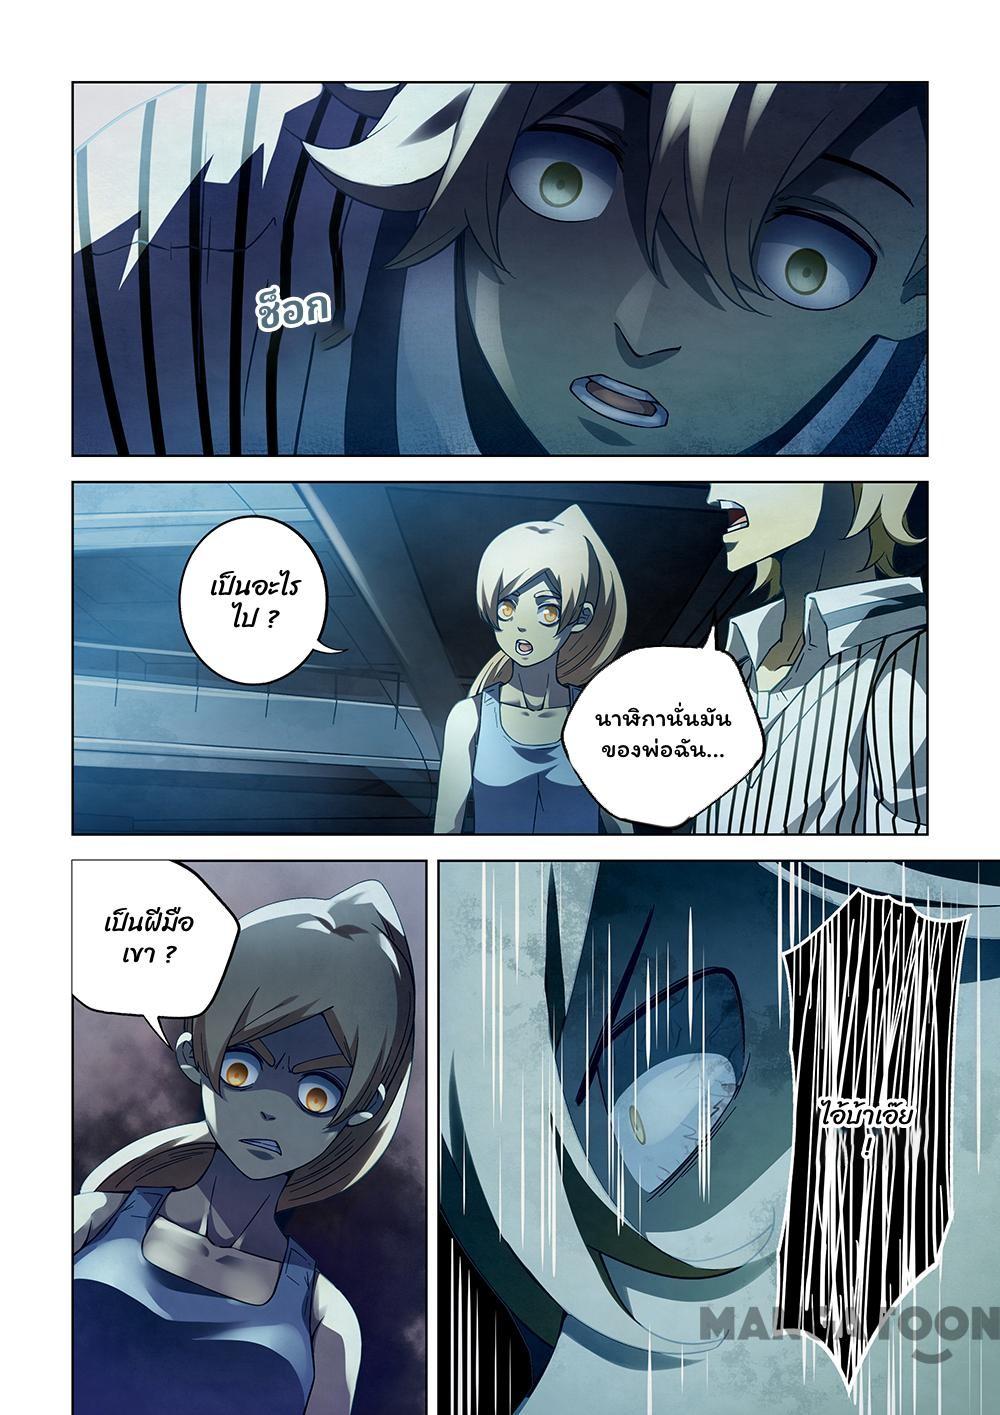 ช็อก
เป็นอะไร
ไป ?
นาฬิกานั่นมัน
ของพ่อฉัน...
เป็นฝีมือ
เขา ?
ไอ้บ้าเอ๊ย
!
MANGATOON